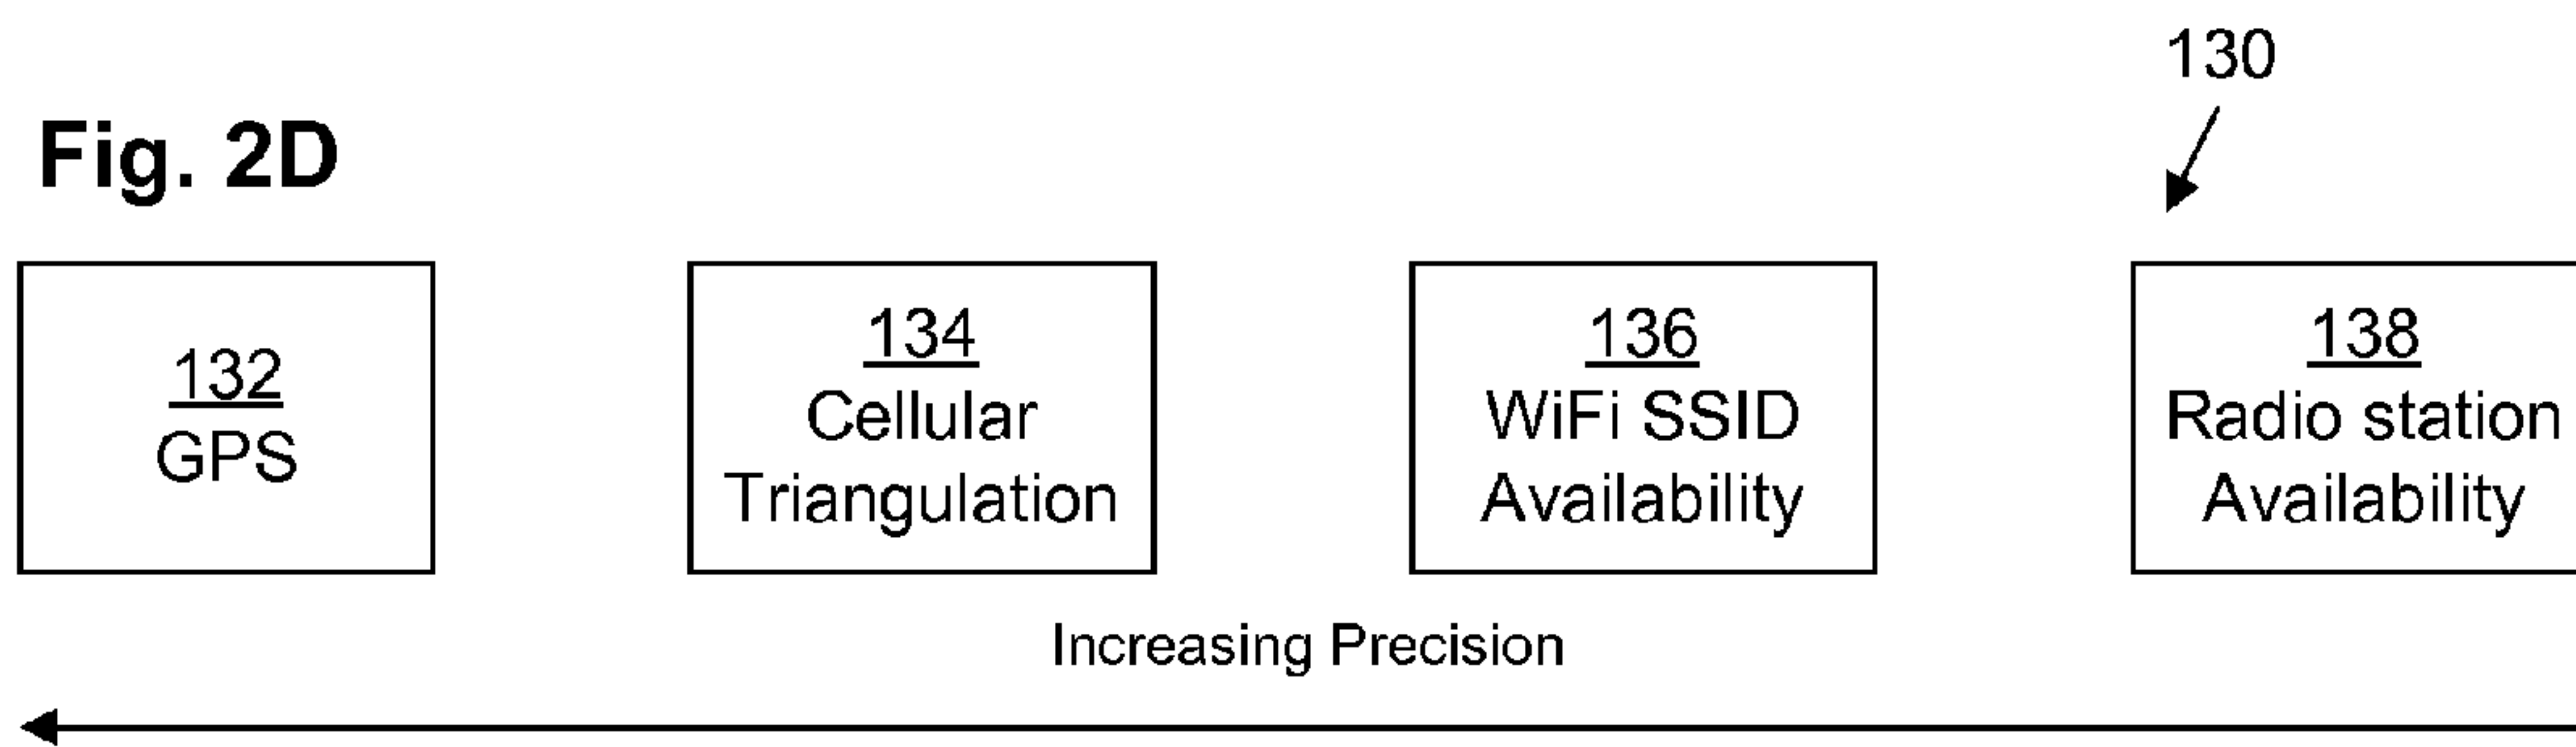 130
Fig. 2D
132
GPS
134
Cellular
Triangulation
136
WiFi SSID
Availability
138
Radio station
Availability
Increasing Precision